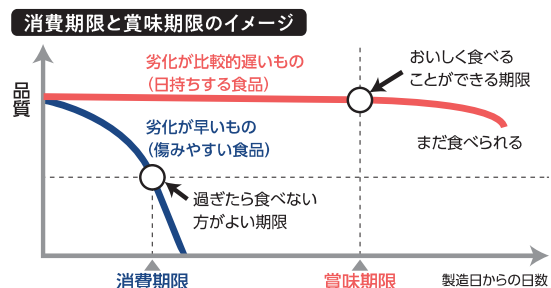 消費期限と賞味期限のイメージ
品質
劣化が比較的遅いもの
（日持ちする食品）
おいしく食べる
ことができる期限
劣化が早いもの
（傷みやすい食品）
まだ食べられる
過ぎたら食べない
方がよい期限
消費期限
賞味期限
製造日からの日数